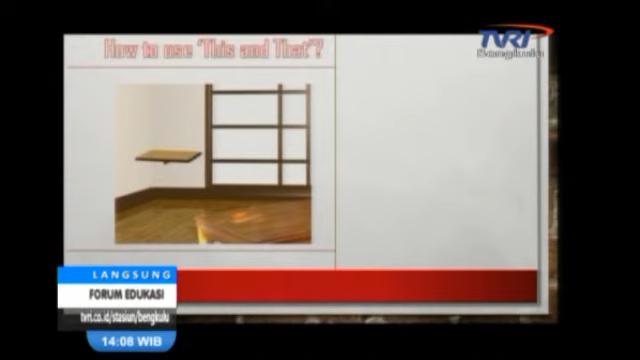 How to use 'This and That'?
TVRI
Bengkulu
LANGSUNG
FORUM EDUKASI
tvri.co.id/stasiun/bengkulu
14:08 WIB